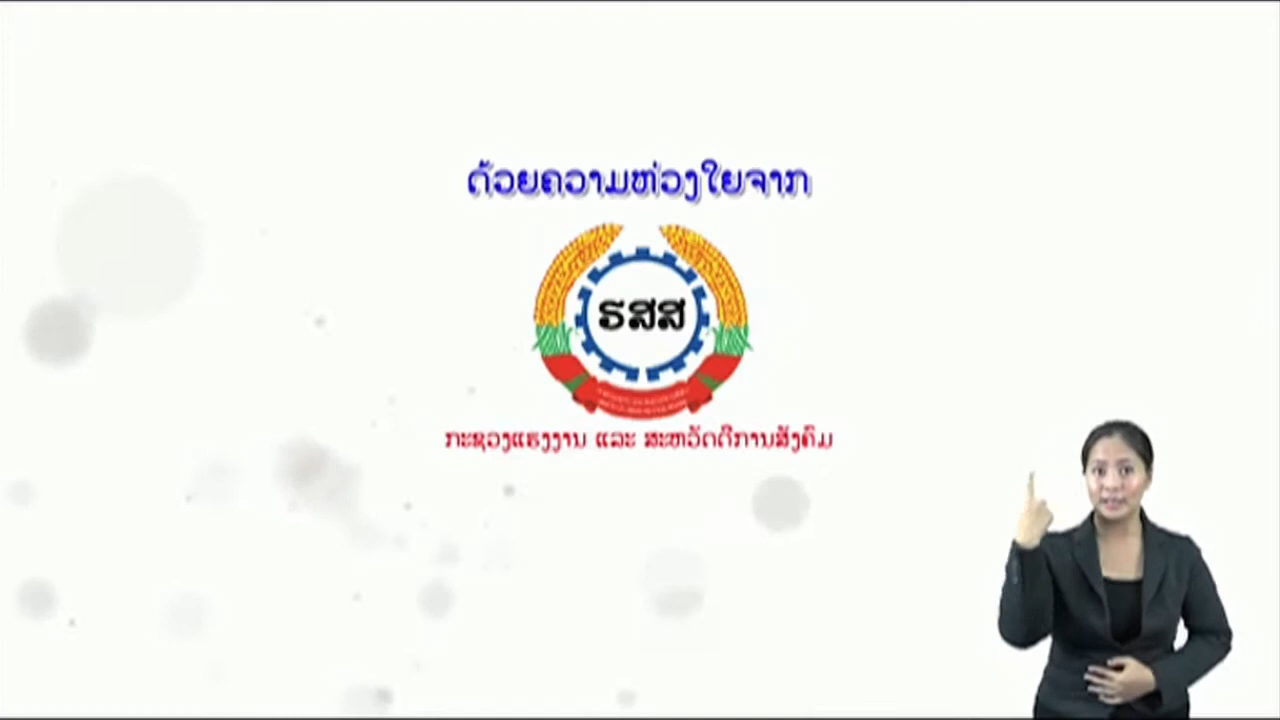 ດ້ວຍຄວາມຫ່ວງໃຍຈາກ
ຮສສ
ກະຊວງແຮງງານ ແລະ ສະຫວັດດີການສັງຄົມ